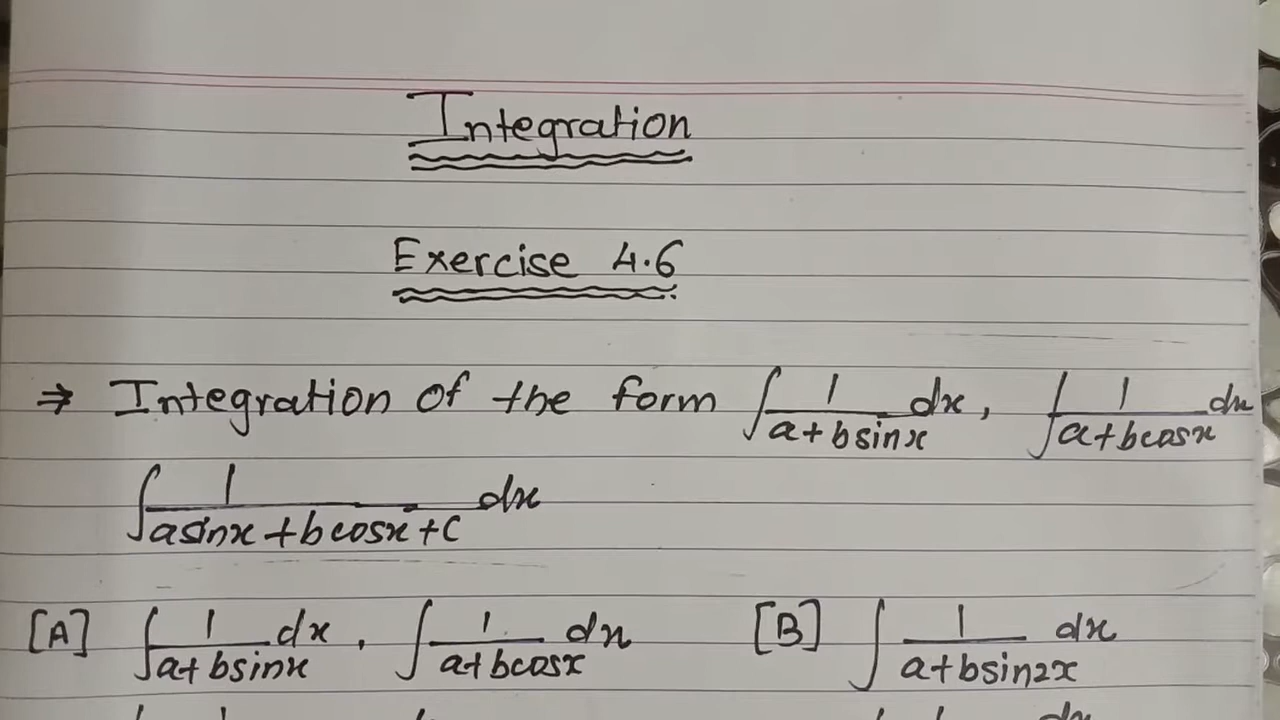 Integration
Exercise 4.6
⇒ Integration of the form ∫ 1/(a+bsinx) dx, ∫ 1/(a+bcosx) dx
∫ 1/(asinx+bcosx+c) dx
[A] ∫ 1/(a+bsinx) dx, ∫ 1/(a+bcosx) dx [B] ∫ 1/(a+bsin2x) dx